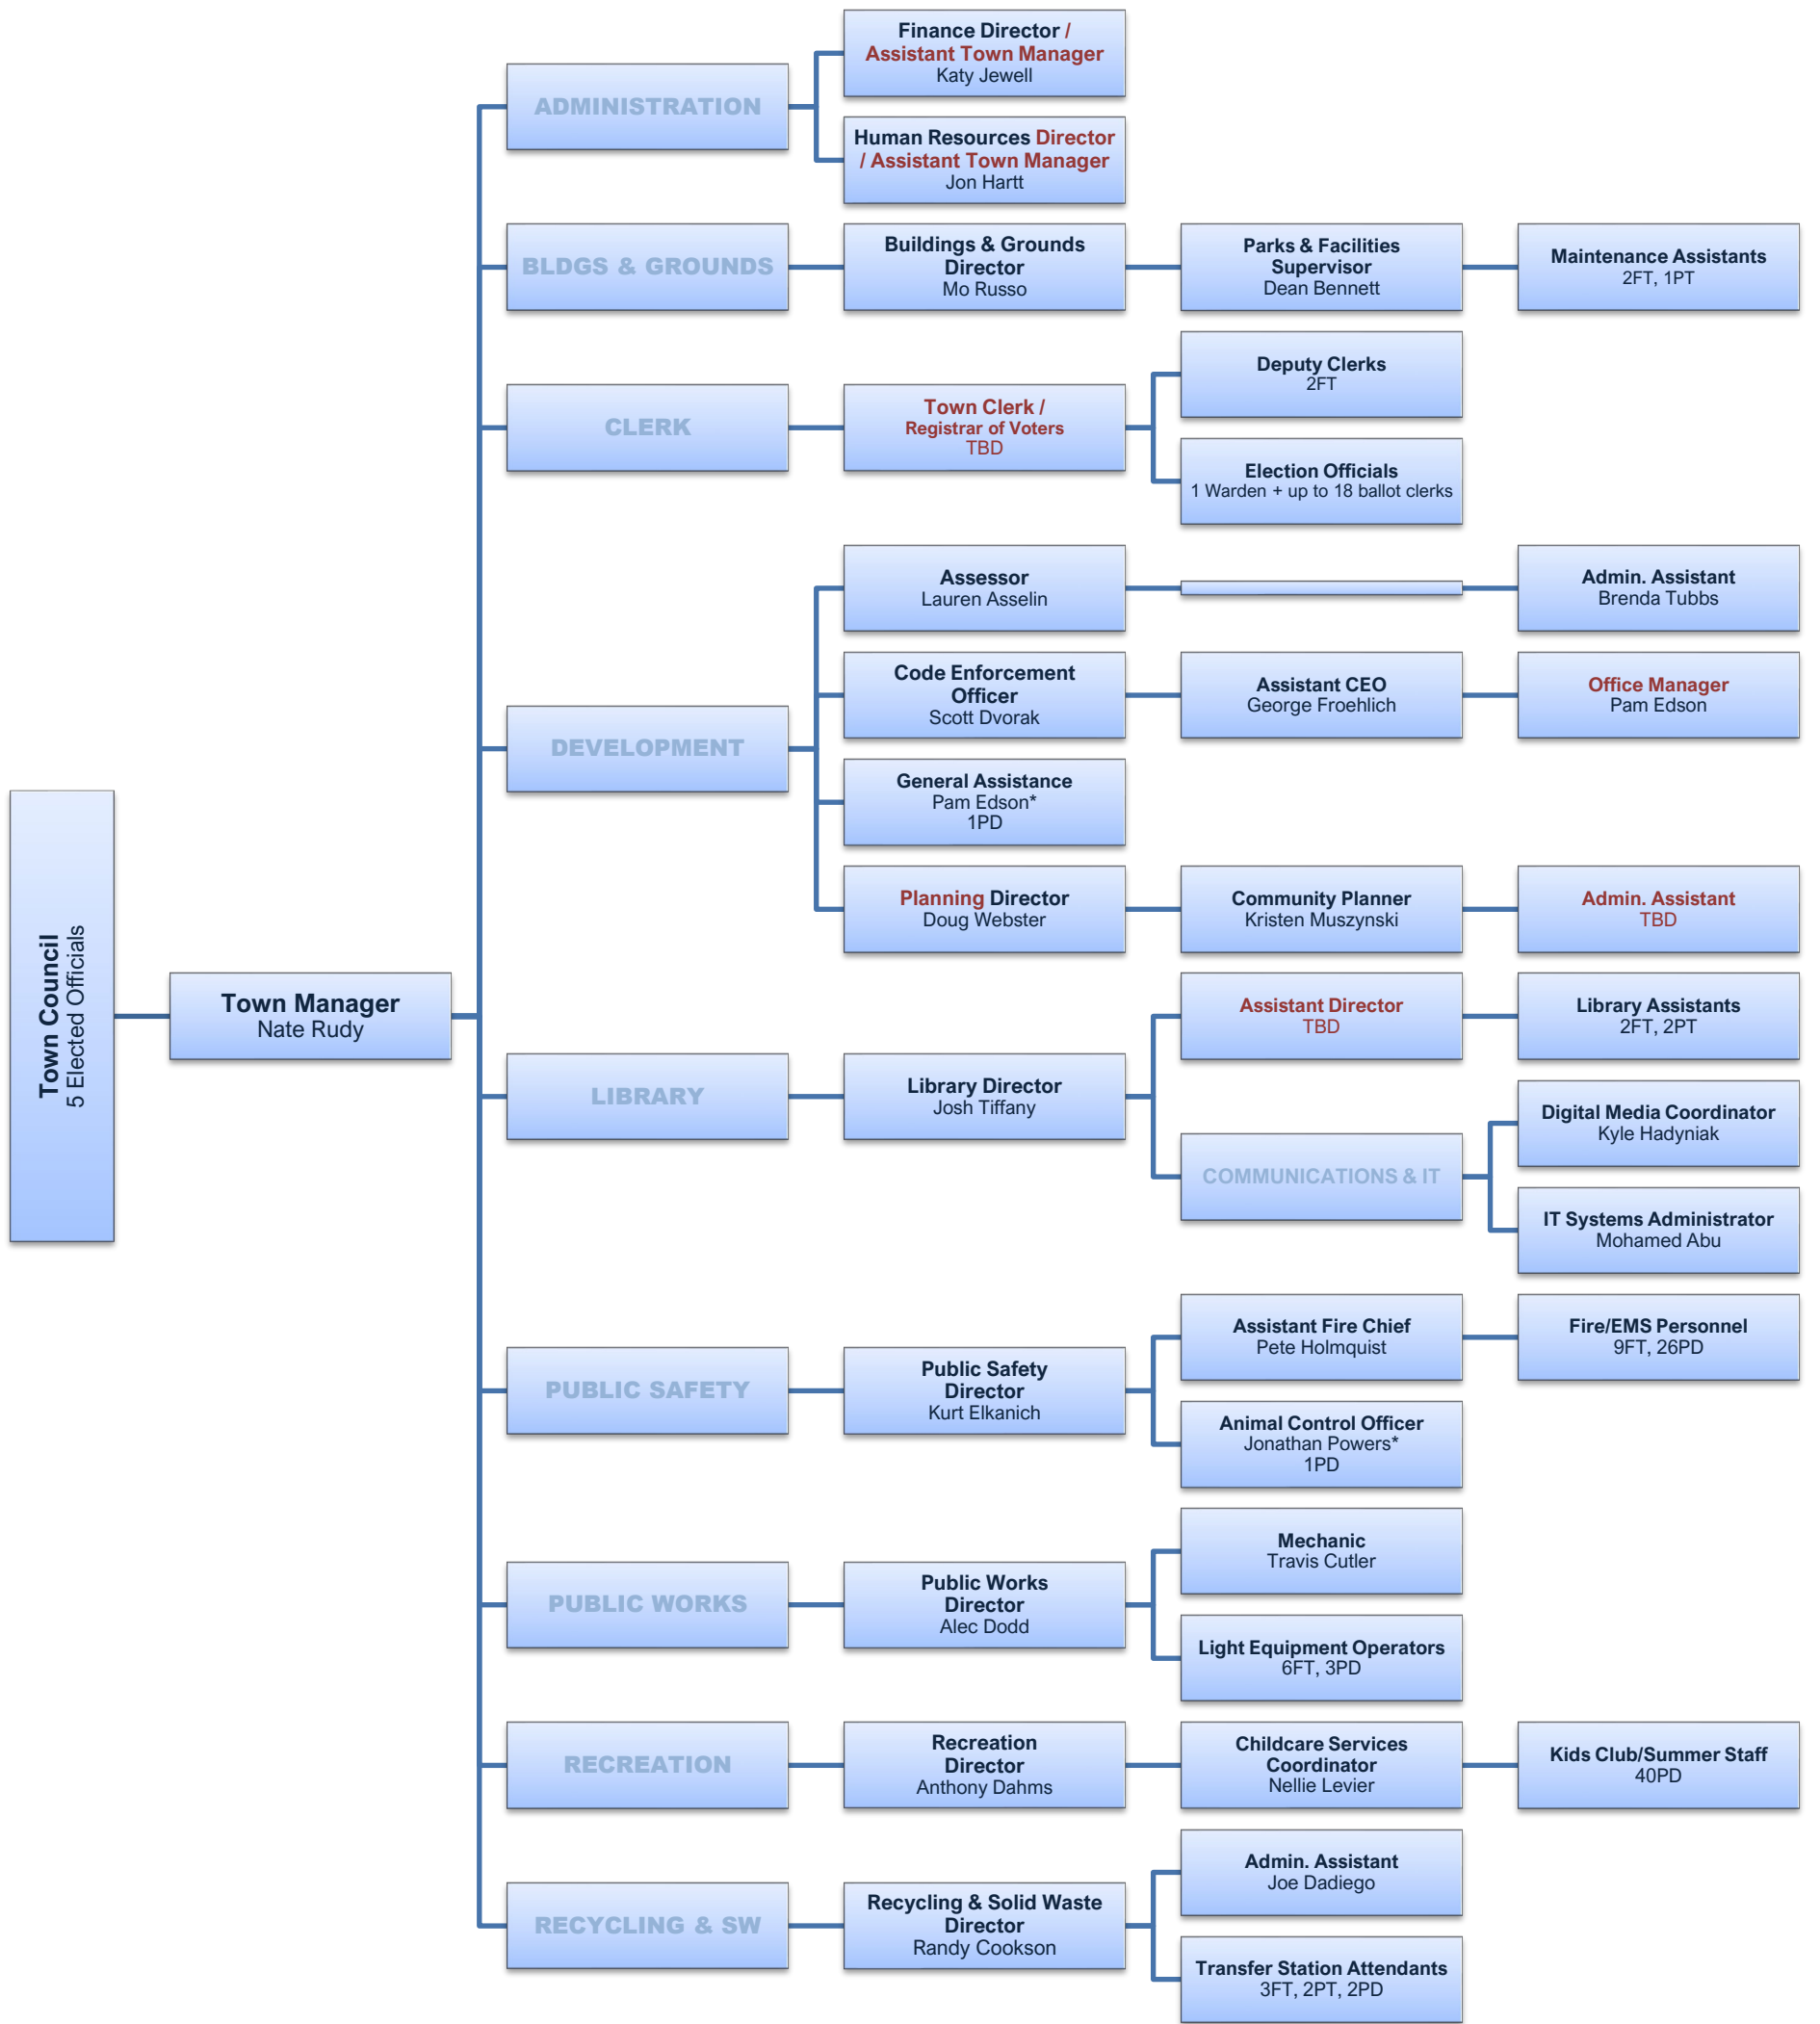 Town Council
5 Elected Officials
Town Manager
Nate Rudy
ADMINISTRATION
Finance Director /
Assistant Town Manager
Katy Jewell
Human Resources Director
/ Assistant Town Manager
Jon Hartt
BLDGS & GROUNDS
Buildings & Grounds
Director
Mo Russo
Parks & Facilities
Supervisor
Dean Bennett
Maintenance Assistants
2FT, 1PT
CLERK
Town Clerk /
Registrar of Voters
TBD
Deputy Clerks
2FT
Election Officials
1 Warden + up to 18 ballot clerks
DEVELOPMENT
Assessor
Lauren Asselin
Admin. Assistant
Brenda Tubbs
Code Enforcement
Officer
Scott Dvorak
Assistant CEO
George Froehlich
Office Manager
Pam Edson
General Assistance
Pam Edson*
1PD
Planning Director
Doug Webster
Community Planner
Kristen Muszynski
Admin. Assistant
TBD
LIBRARY
Library Director
Josh Tiffany
Assistant Director
TBD
Library Assistants
2FT, 2PT
COMMUNICATIONS & IT
Digital Media Coordinator
Kyle Hadyniak
IT Systems Administrator
Mohamed Abu
PUBLIC SAFETY
Public Safety
Director
Kurt Elkanich
Assistant Fire Chief
Pete Holmquist
Fire/EMS Personnel
9FT, 26PD
Animal Control Officer
Jonathan Powers*
1PD
PUBLIC WORKS
Public Works
Director
Alec Dodd
Mechanic
Travis Cutler
Light Equipment Operators
6FT, 3PD
RECREATION
Recreation
Director
Anthony Dahms
Childcare Services
Coordinator
Nellie Levier
Kids Club/Summer Staff
40PD
RECYCLING & SW
Recycling & Solid Waste
Director
Randy Cookson
Admin. Assistant
Joe Dadiego
Transfer Station Attendants
3FT, 2PT, 2PD